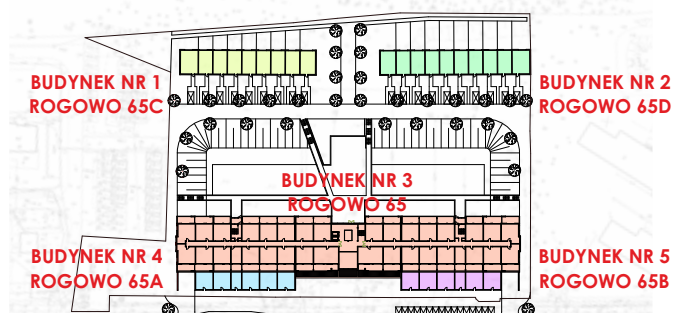 BUDYNEK NR 1
ROGOWO 65C
BUDYNEK NR 2
ROGOWO 65D
BUDYNEK NR 3
ROGOWO 65
BUDYNEK NR 4
ROGOWO 65A
BUDYNEK NR 5
ROGOWO 65B